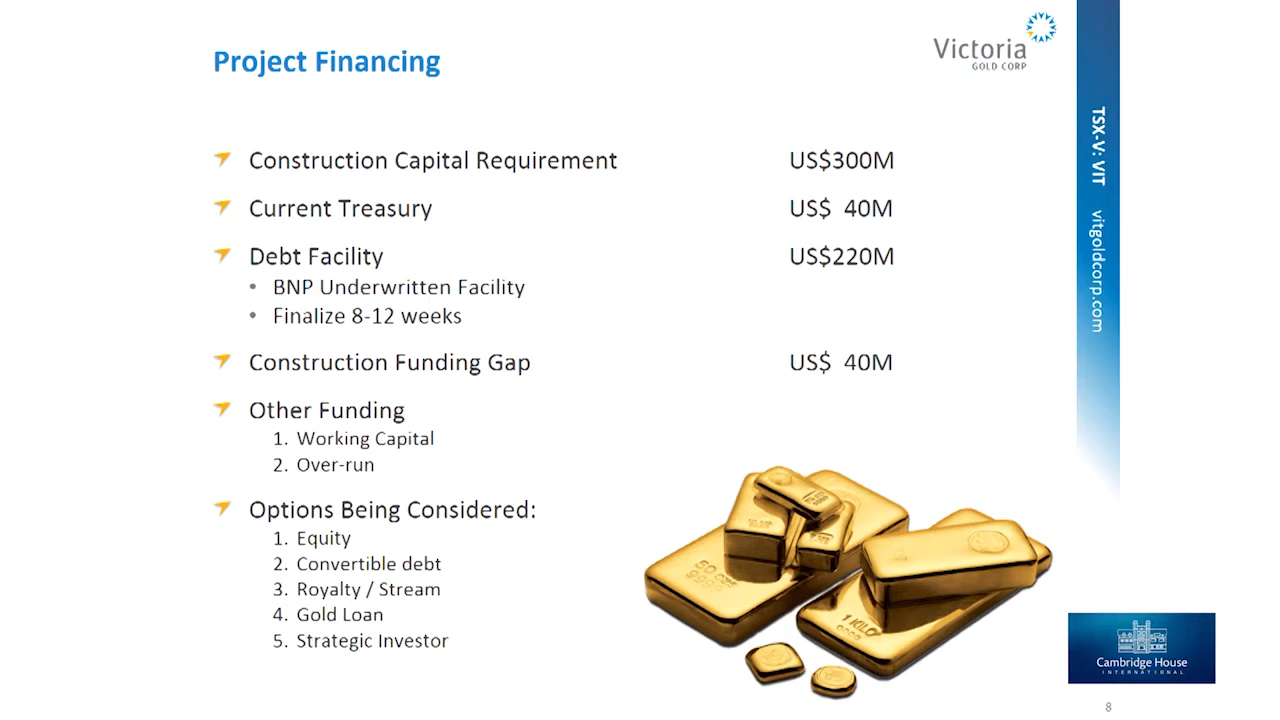 Project Financing
Victoria
GOLD CORP
Construction Capital Requirement US$300M
Current Treasury US$ 40M
Debt Facility US$220M
• BNP Underwritten Facility
• Finalize 8-12 weeks
Construction Funding Gap US$ 40M
Other Funding
1. Working Capital
2. Over-run
Options Being Considered:
1. Equity
2. Convertible debt
3. Royalty / Stream
4. Gold Loan
5. Strategic Investor
TSX-V: VIT vitgoldcorp.com
1 KILO
Cambridge House
INTERNATIONAL
8